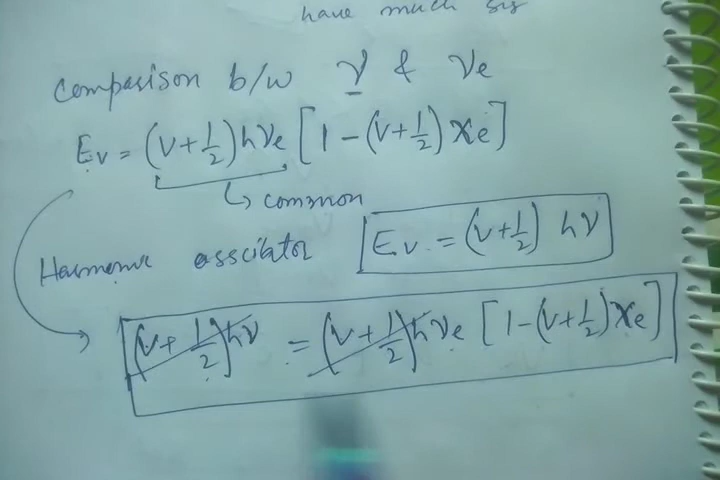 have much
comparison b/w ν & νe
Ev = (v+1/2)hνe [1-(v+1/2)xe]
↳ common
Harmonic osscilator Ev = (v+1/2) hν
(v+1/2)hν = (v+1/2)hνe [1-(v+1/2)xe]